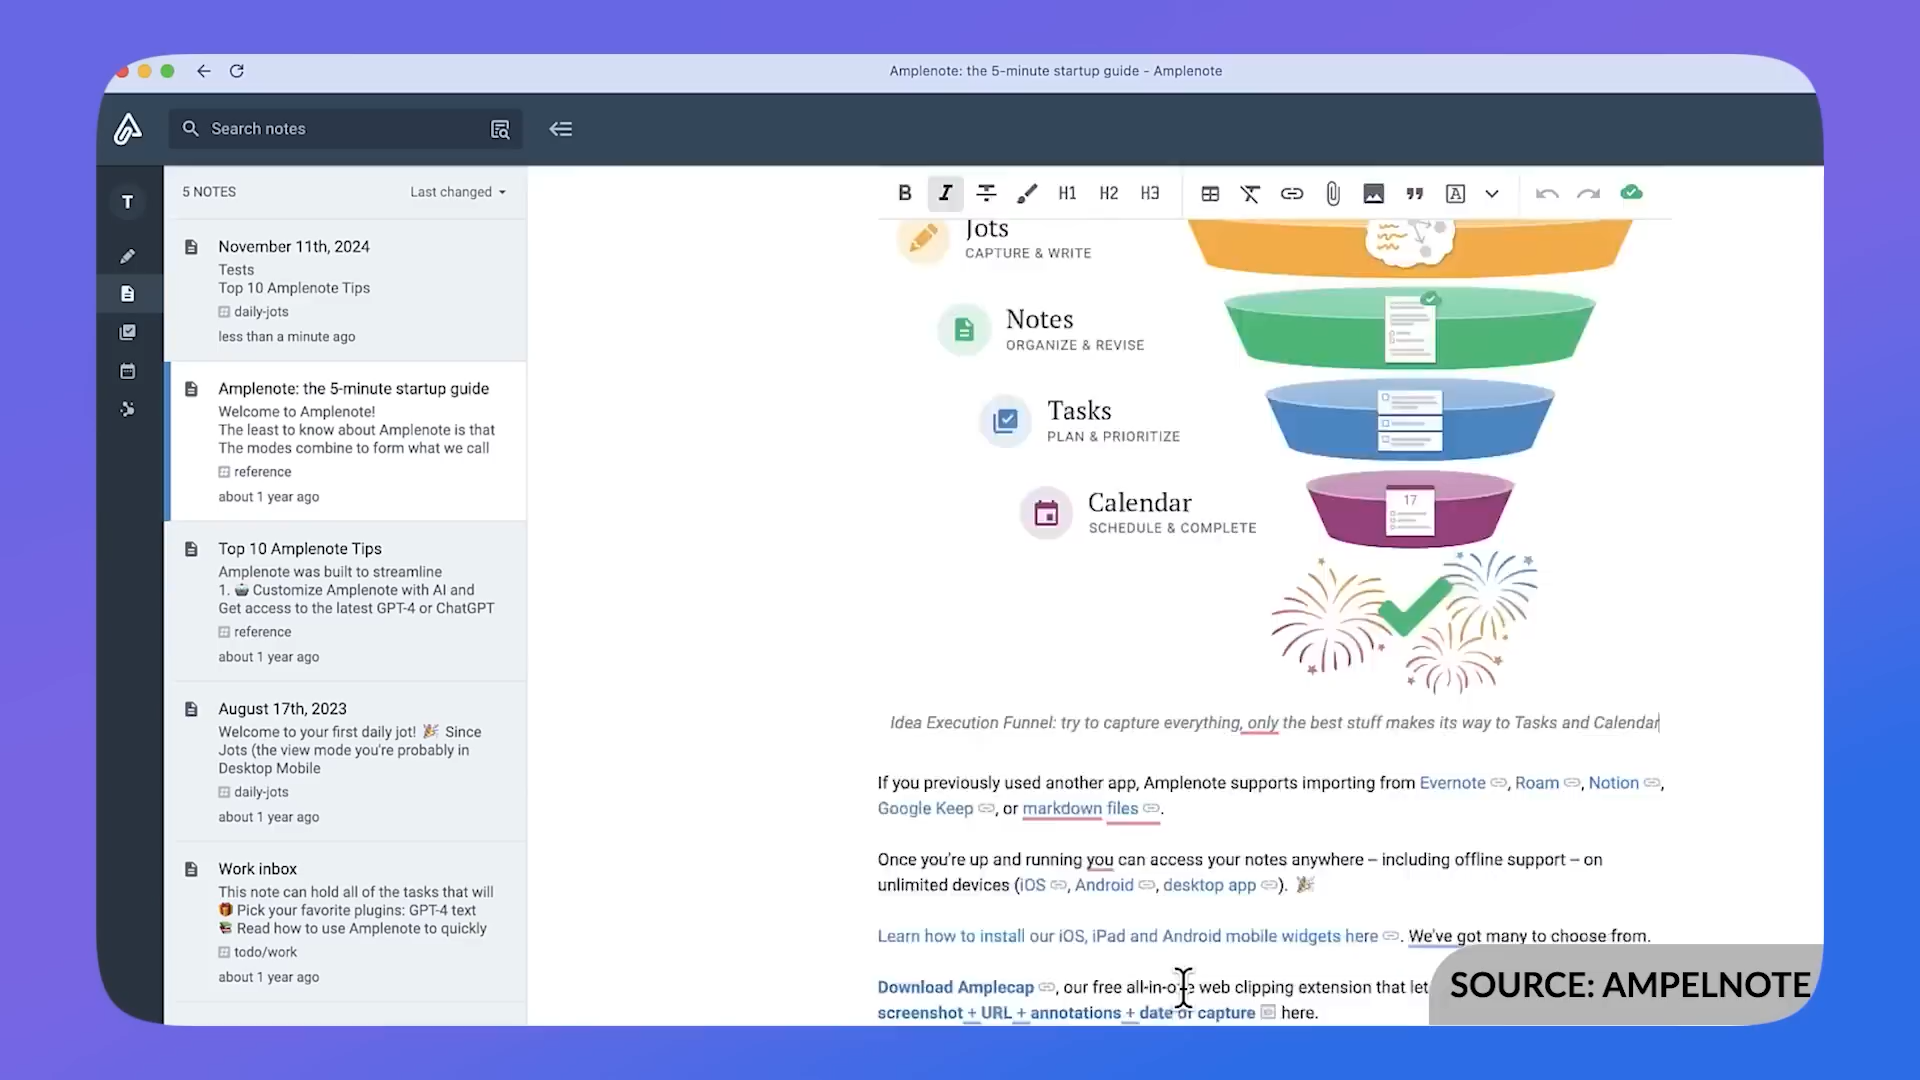 Amplenote: the 5-minute startup guide - Amplenote
Search notes
T
5 NOTES
Last changed
November 11th, 2024
Tests
Top 10 Amplenote Tips
daily-jots
less than a minute ago
Amplenote: the 5-minute startup guide
Welcome to Amplenote!
The least to know about Amplenote is that
The modes combine to form what we call
reference
about 1 year ago
Top 10 Amplenote Tips
Amplenote was built to streamline
1. 🤖 Customize Amplenote with AI and
Get access to the latest GPT-4 or ChatGPT
reference
about 1 year ago
August 17th, 2023
Welcome to your first daily jot! 🎉 Since
Jots (the view mode you're probably in
Desktop Mobile
daily-jots
about 1 year ago
Work inbox
This note can hold all of the tasks that will
🎁 Pick your favorite plugins: GPT-4 text
📚 Read how to use Amplenote to quickly
todo/work
about 1 year ago
B I S H1 H2 H3 A
Jots
CAPTURE & WRITE
Notes
ORGANIZE & REVISE
Tasks
PLAN & PRIORITIZE
Calendar
SCHEDULE & COMPLETE
17
Idea Execution Funnel: try to capture everything, only the best stuff makes its way to Tasks and Calendar
If you previously used another app, Amplenote supports importing from Evernote, Roam, Notion,
Google Keep, or markdown files.
Once you're up and running you can access your notes anywhere – including offline support – on
unlimited devices (iOS, Android, desktop app). 🎉
Learn how to install our iOS, iPad and Android mobile widgets here. We've got many to choose from.
Download Amplecap, our free all-in-one web clipping extension that let
screenshot + URL + annotations + date of capture here.
SOURCE: AMPELNOTE